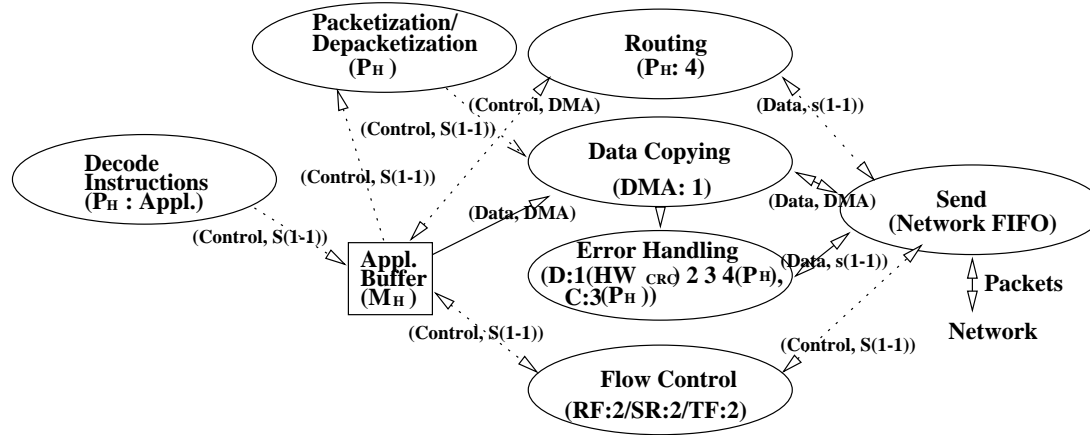 Packetization/
Depacketization
(PH )
Routing
(PH: 4)
(Control, DMA)
(Data, s(1-1))
(Control, S(1-1))
Decode
Instructions
(PH : Appl.)
(Control, S(1-1))
Data Copying
(DMA: 1)
(Data, DMA)
(Data, DMA)
Send
(Network FIFO)
(Control, S(1-1))
Appl.
Buffer
(MH )
Error Handling
(D:1(HW CRC) 2 3 4(PH),
C:3(PH ))
(Data, s(1-1))
Packets
Network
(Control, S(1-1))
(Control, S(1-1))
Flow Control
(RF:2/SR:2/TF:2)